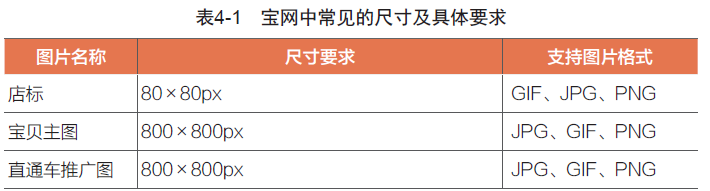 表4-1 宝网中常见的尺寸及具体要求
图片名称 尺寸要求 支持图片格式
店标 80×80px GIF、JPG、PNG
宝贝主图 800×800px JPG、GIF、PNG
直通车推广图 800×800px JPG、GIF、PNG